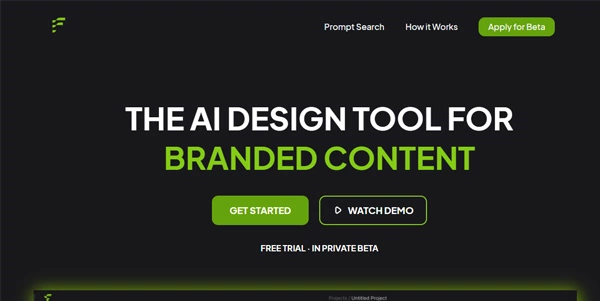 Prompt Search
How it Works
Apply for Beta
THE AI DESIGN TOOL FOR
BRANDED CONTENT
GET STARTED
WATCH DEMO
FREE TRIAL · IN PRIVATE BETA
Projects / Untitled Project